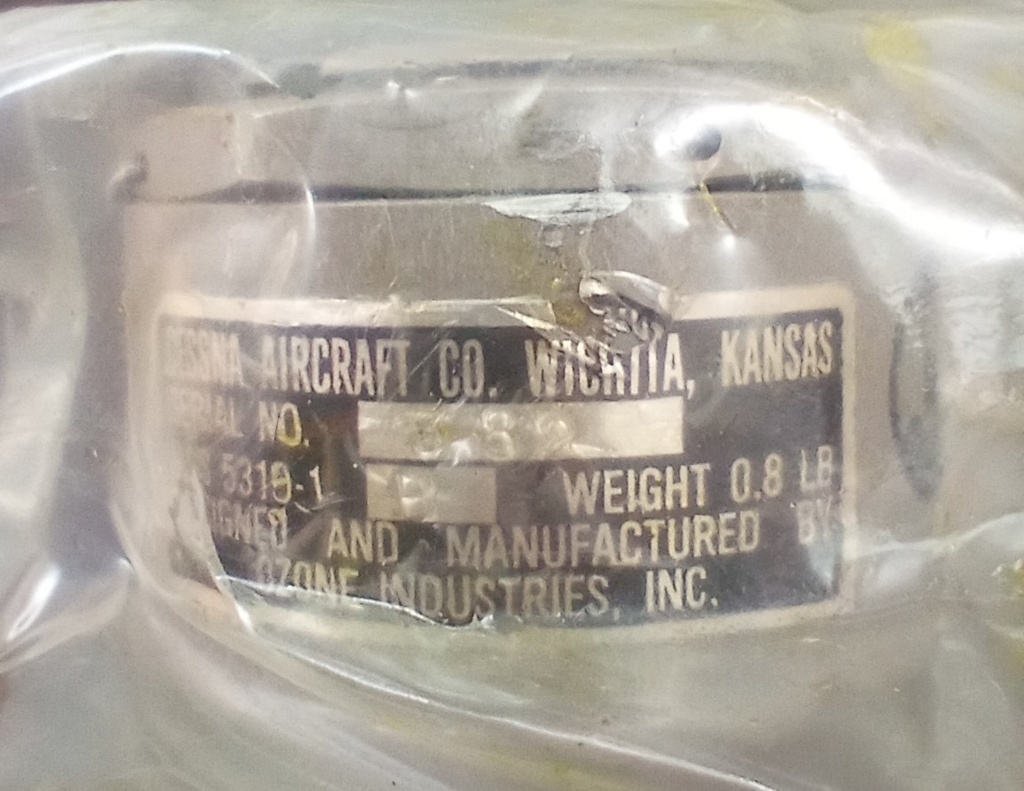 CESSNA AIRCRAFT CO. WICHITA, KANSAS
SERIAL NO.
5319-1 WEIGHT 0.8 LB
DESIGNED AND MANUFACTURED BY
OZONE INDUSTRIES, INC.